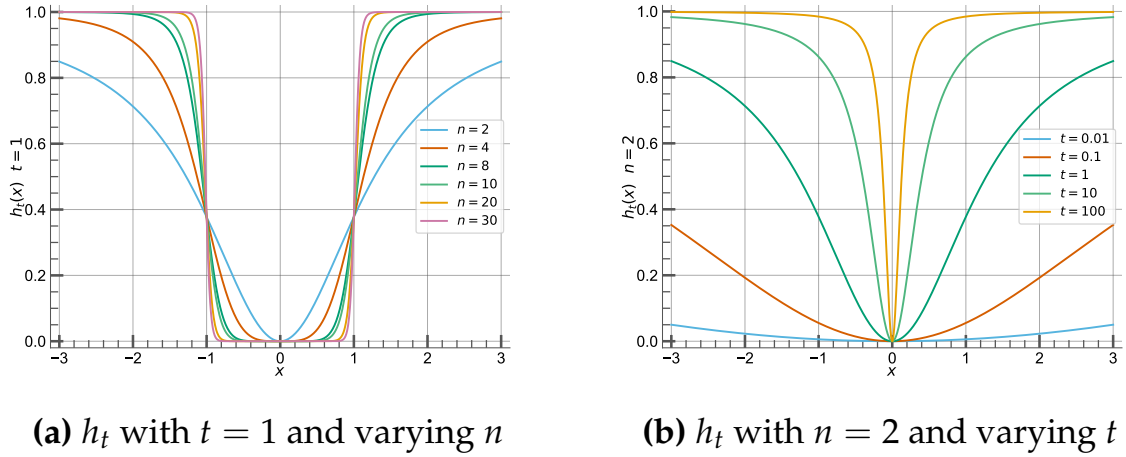 1.0
0.8
0.6
0.4
0.2
0.0
h_t(x) t = 1
−3 −2 −1 0 1 2 3
x
n = 2
n = 4
n = 8
n = 10
n = 20
n = 30
1.0
0.8
0.6
0.4
0.2
0.0
h_t(x) n = 2
−3 −2 −1 0 1 2 3
x
t = 0.01
t = 0.1
t = 1
t = 10
t = 100
(a) h_t with t = 1 and varying n
(b) h_t with n = 2 and varying t